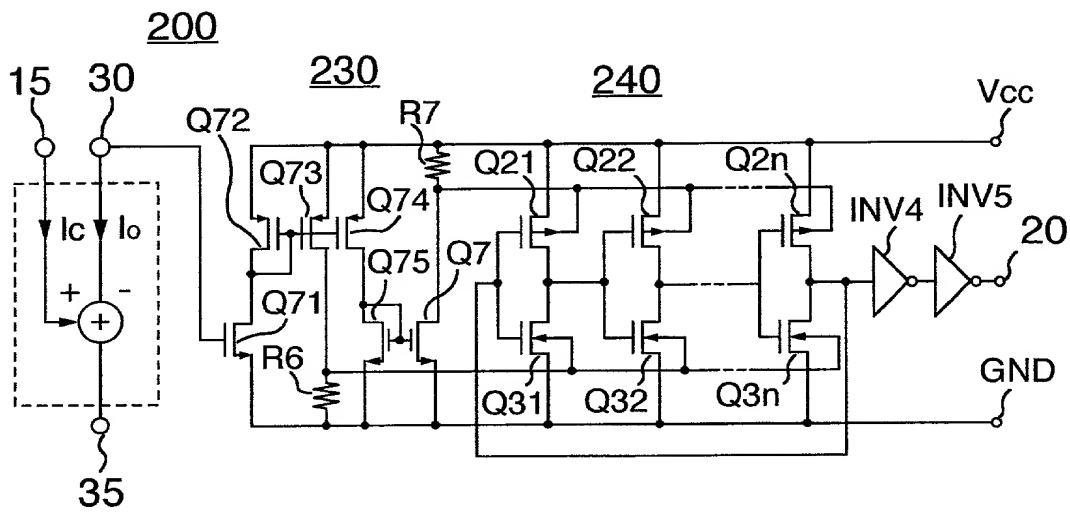 200
15
30
230
240
Vcc
R7
Q72
Q73
Q74
Q21
Q22
Q2n
INV4
INV5
20
Ic
Io
Q75
Q7
+
-
+
Q71
R6
Q31
Q32
Q3n
GND
35